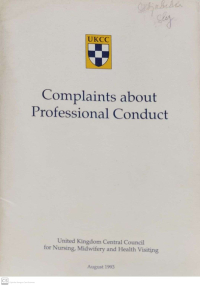 UKCC
Complaints about
Professional Conduct
United Kingdom Central Council
for Nursing, Midwifery and Health Visiting
August 1993